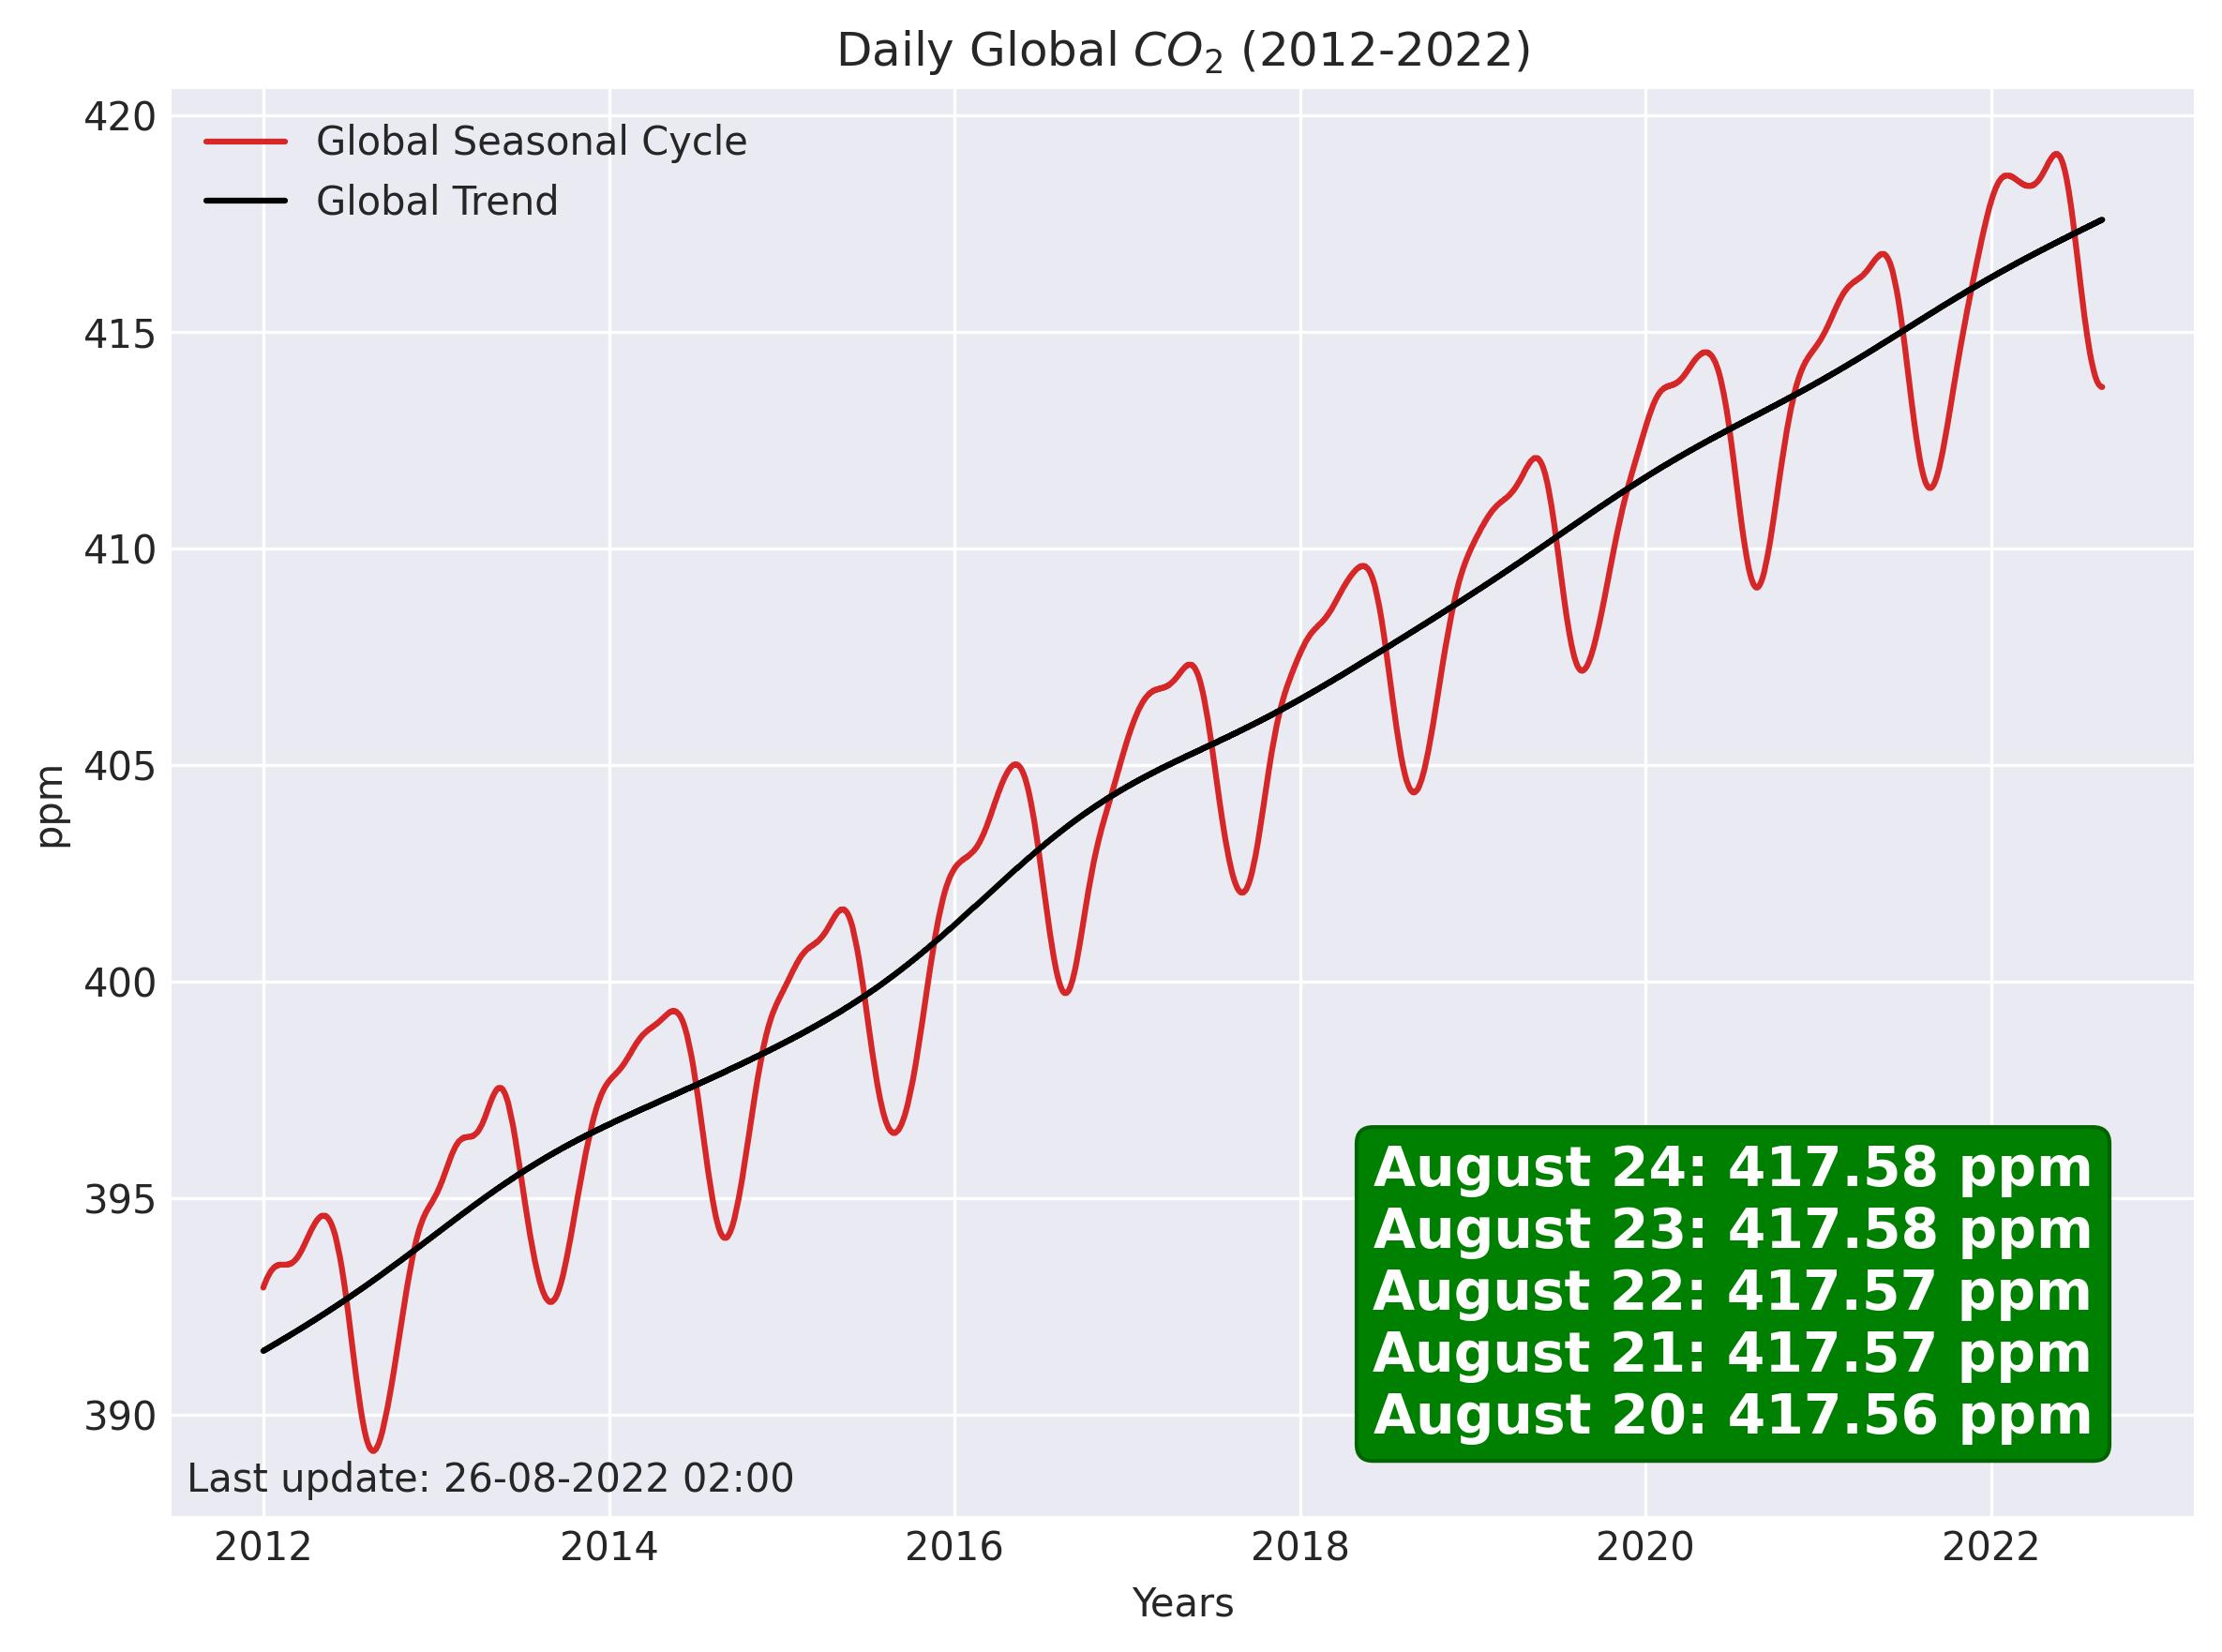 Daily Global CO₂ (2012-2022)
Global Seasonal Cycle
Global Trend
420
415
410
405
400
395
390
ppm
August 24: 417.58 ppm
August 23: 417.58 ppm
August 22: 417.57 ppm
August 21: 417.57 ppm
August 20: 417.56 ppm
Last update: 26-08-2022 02:00
2012 2014 2016 2018 2020 2022
Years